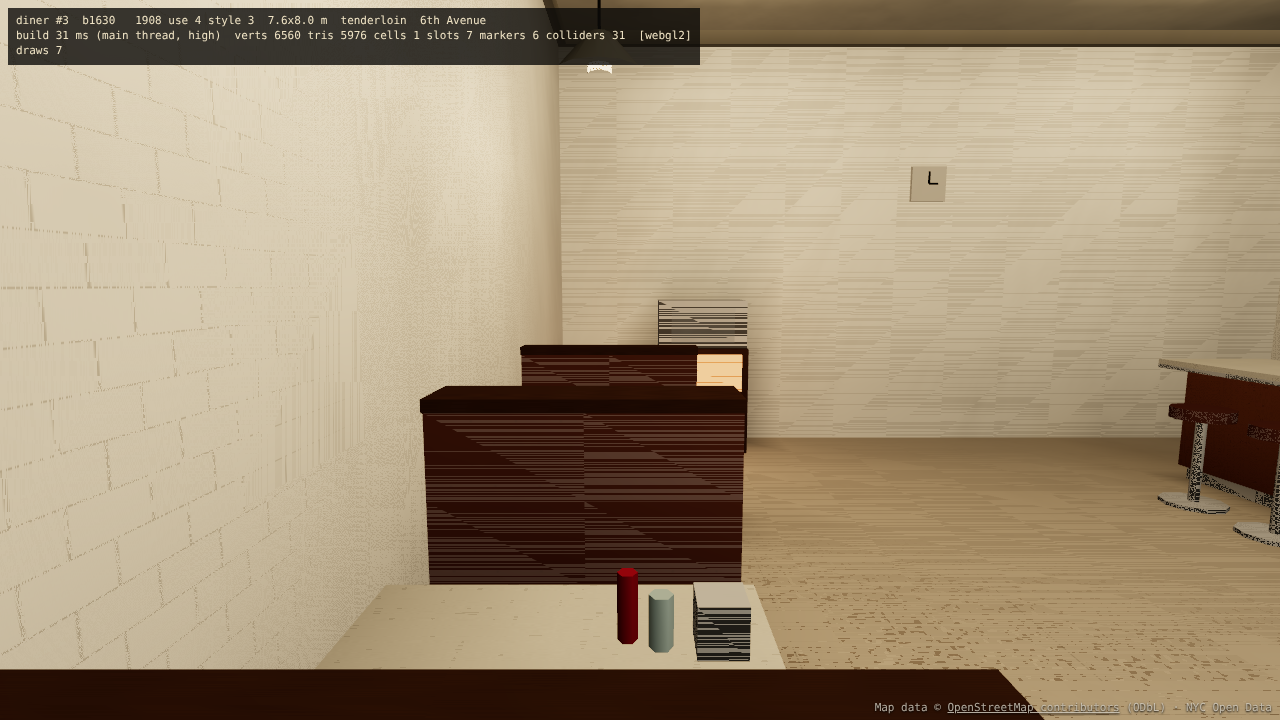 diner #3  b1630   1908 use 4 style 3  7.6x8.0 m  tenderloin  6th Avenue
build 31 ms (main thread, high)  verts 6560 tris 5976 cells 1 slots 7 markers 6 colliders 31  [webgl2]
draws 7
Map data © OpenStreetMap contributors (ODbL) - NYC Open Data